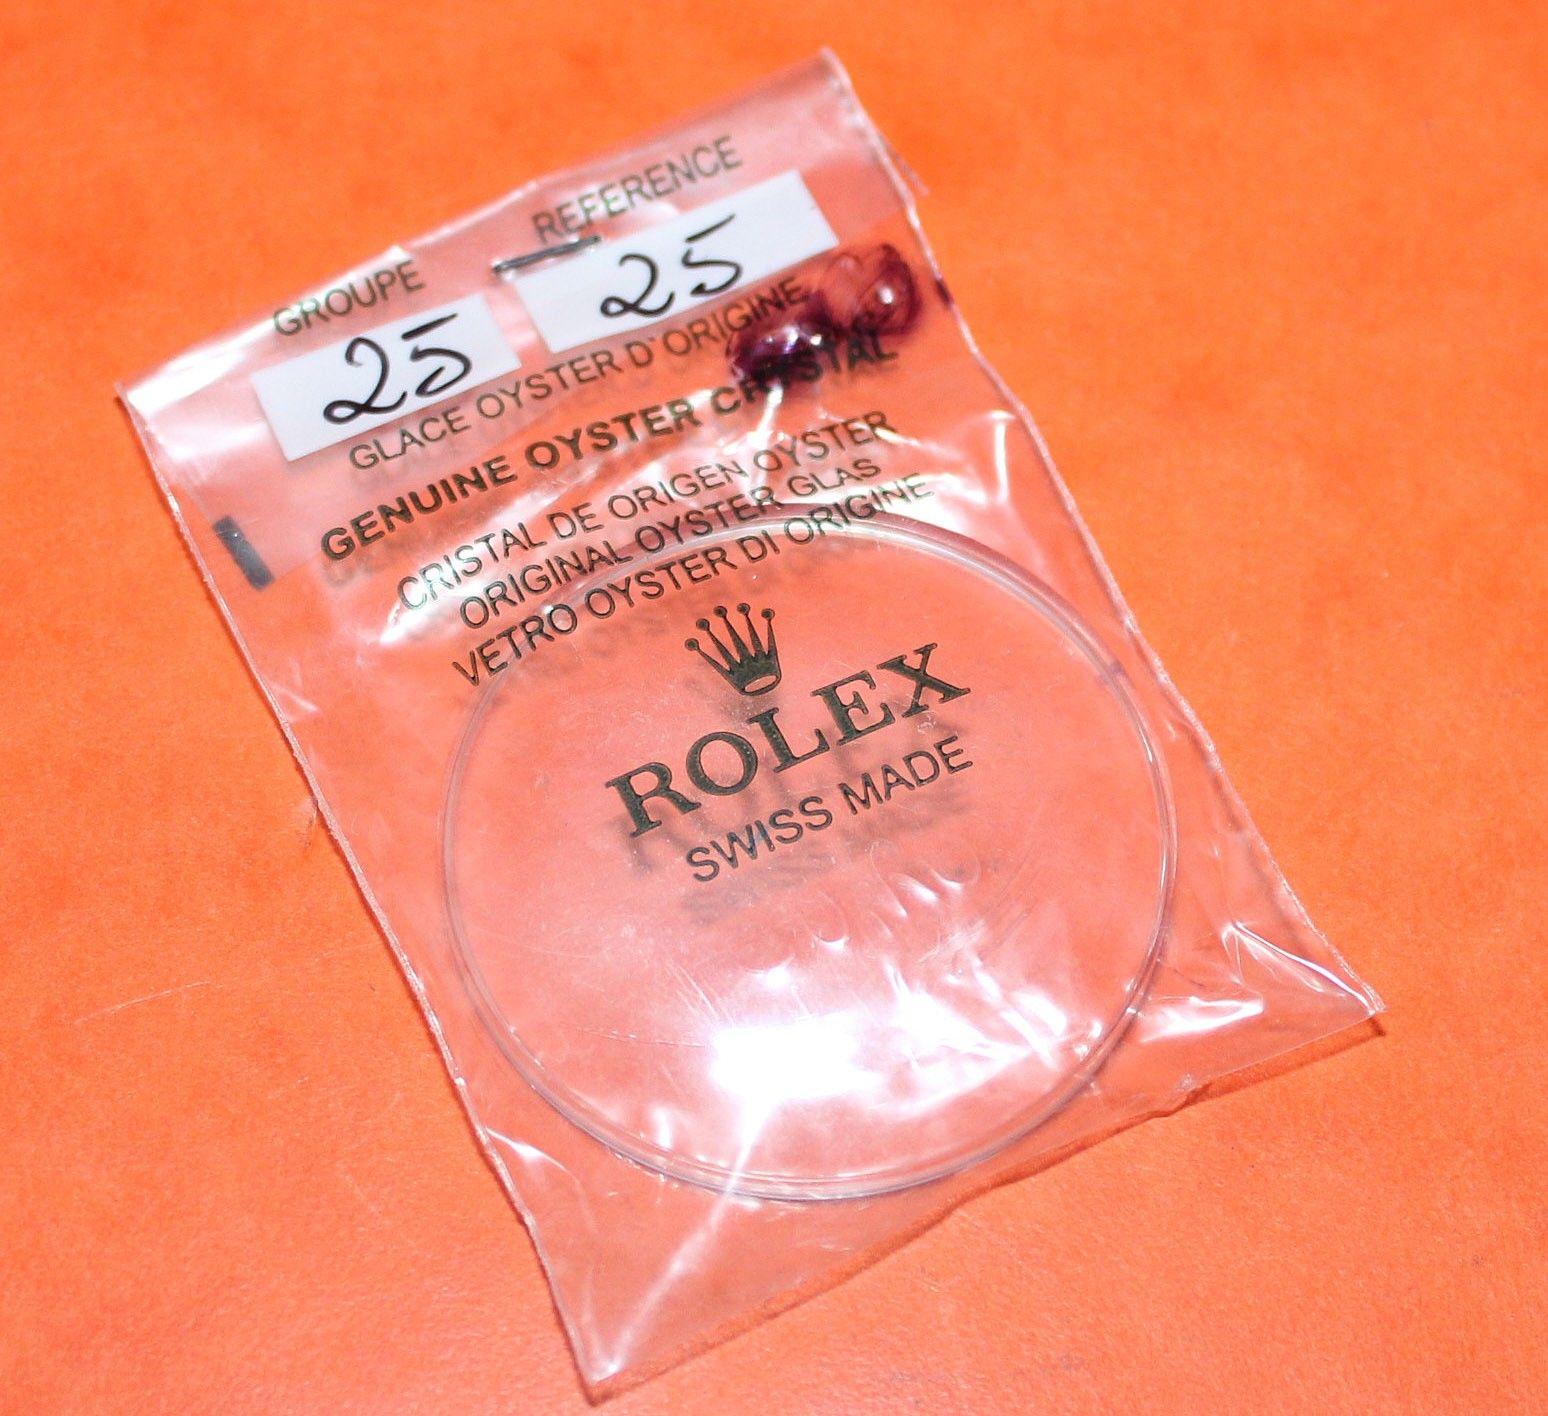 GROUPE REFERENCE
25 25
GLACE OYSTER D'ORIGINE
GENUINE OYSTER CRYSTAL
CRISTAL DE ORIGEN OYSTER
ORIGINAL OYSTER GLAS
VETRO OYSTER DI ORIGINE
ROLEX
SWISS MADE